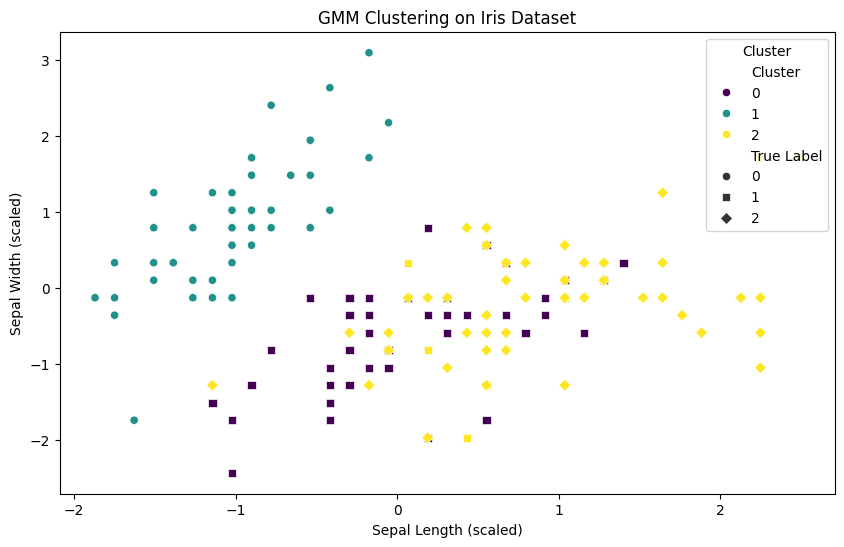 GMM Clustering on Iris Dataset
Sepal Width (scaled)
3
2
1
0
−1
−2
−2
−1
0
1
2
Sepal Length (scaled)
Cluster
Cluster
0
1
2
True Label
0
1
2